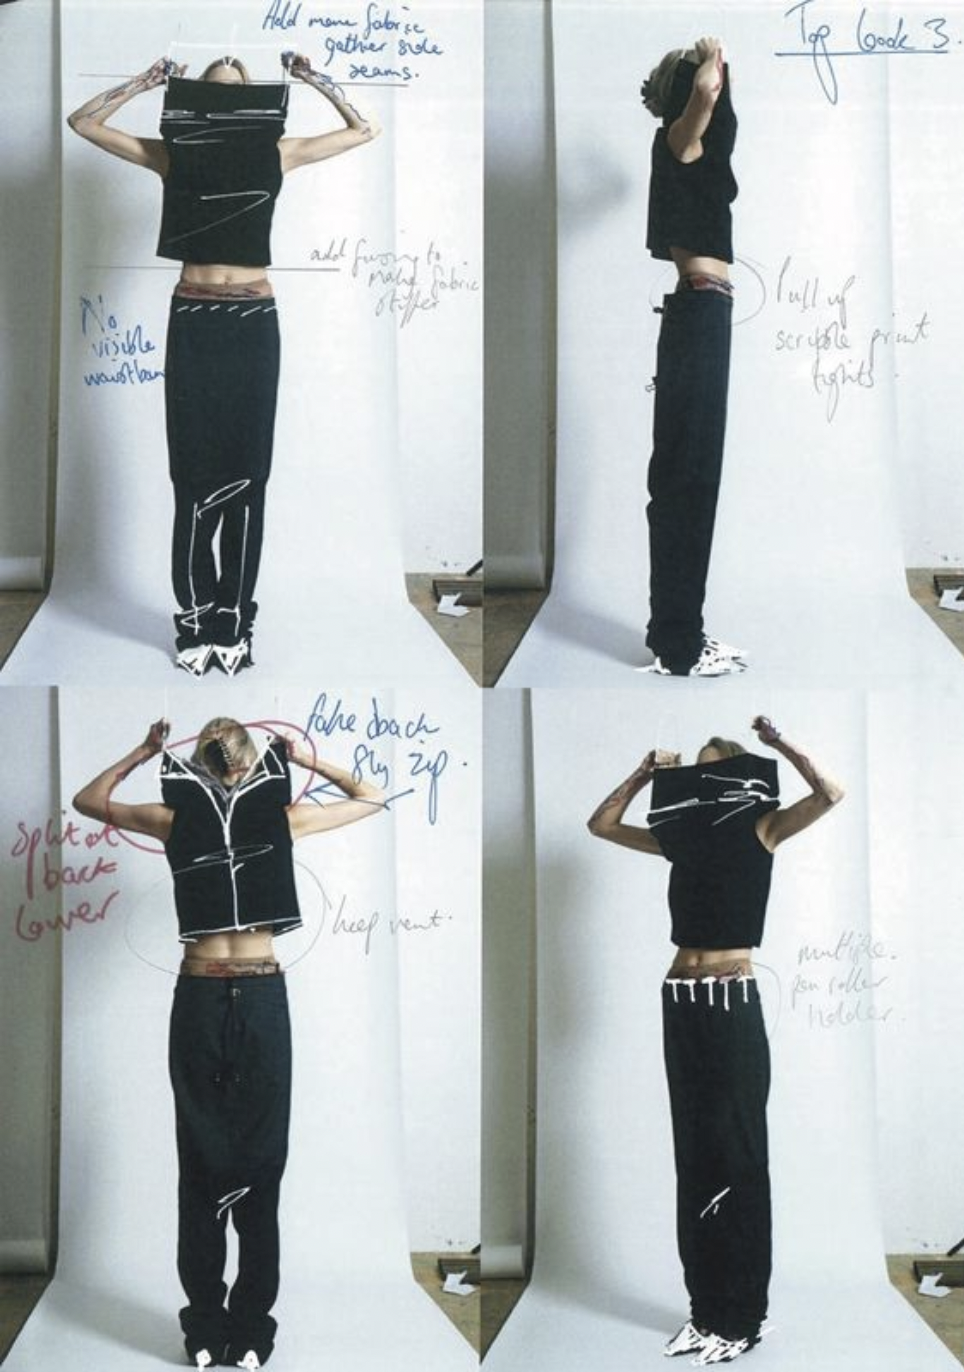 Add more fabric
gather side
seams.
Top look 3.
add fusing to
make fabric
stiffer
No
visible
waistban
Pull up
scribble print
tights.
fake back
fly zip.
Split at
back
lower
keep vent.
multiple
pen roller
holder.